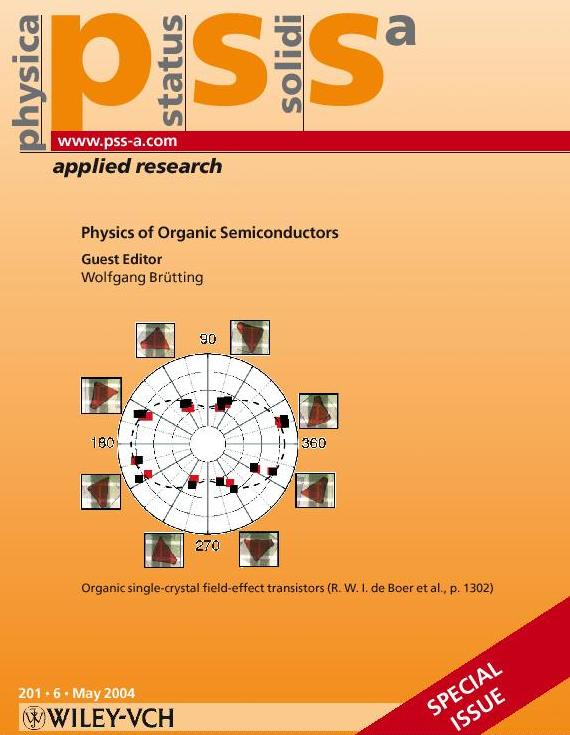 physica
status
solidi
pssa
www.pss-a.com
applied research
Physics of Organic Semiconductors
Guest Editor
Wolfgang Brütting
90
180
360
270
Organic single-crystal field-effect transistors (R. W. I. de Boer et al., p. 1302)
SPECIAL
ISSUE
201 • 6 • May 2004
WILEY-VCH